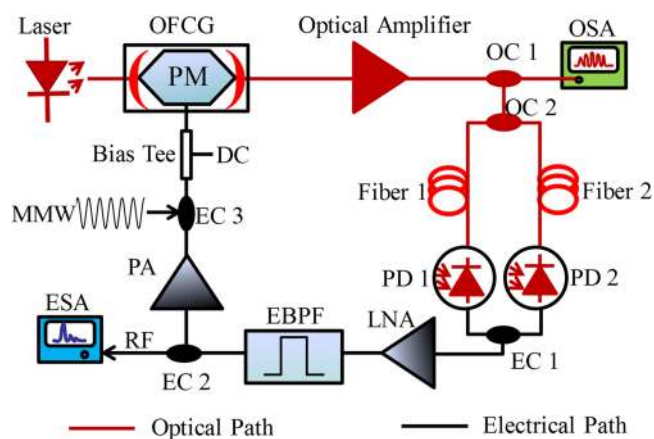 Laser
OFCG
Optical Amplifier
OSA
PM
OC 1
OC 2
Bias Tee
DC
Fiber 1
Fiber 2
MMW
EC 3
PA
PD 1
PD 2
ESA
EBPF
LNA
RF
EC 2
EC 1
Optical Path
Electrical Path